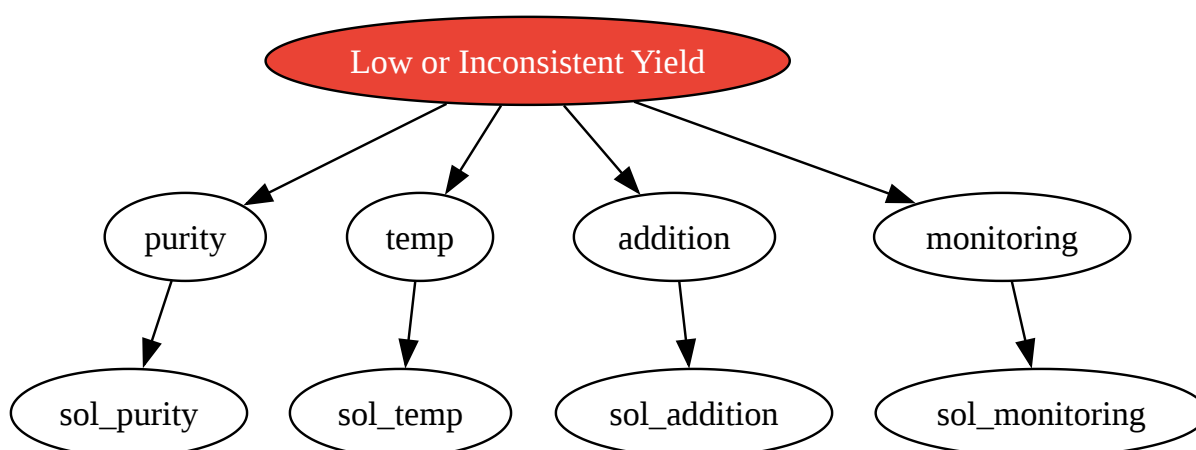 Low or Inconsistent Yield
purity
temp
addition
monitoring
sol_purity
sol_temp
sol_addition
sol_monitoring